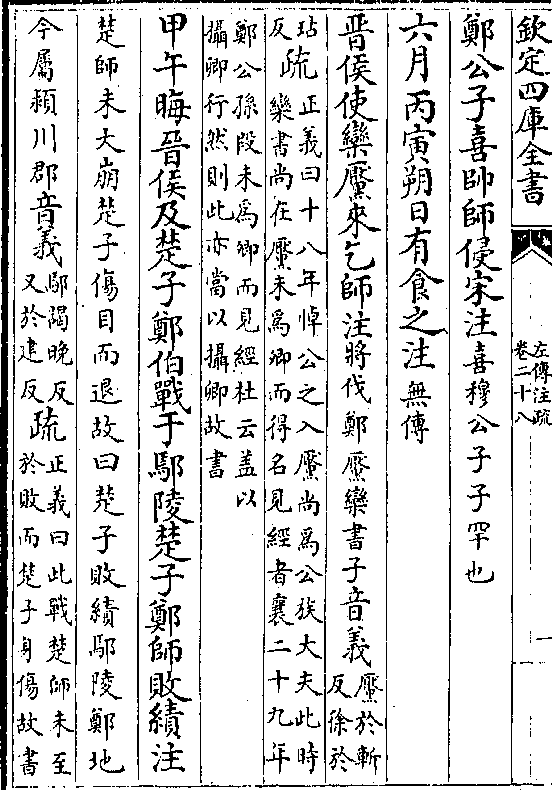 欽定四庫全書
左傳注疏
卷二十八
一
鄭公子喜帥師侵宋注喜穆公子子罕也
六月丙寅朔日有食之注無傳
晉侯使欒黶來乞師注將伐鄭黶欒書子音義黶於斬
反徐於
玷反疏正義曰十八年悼公之入黶尚為公族大夫此時
欒書尚在黶未為卿而得名見經者襄二十九年
鄭公孫段未為卿而見經杜云盖以
攝卿行然則此亦當以攝卿故書
甲午晦晉侯及楚子鄭伯戰于鄢陵楚子鄭師敗績注
楚師未大崩楚子傷目而退故曰楚子敗績鄢陵鄭地
今屬潁川郡音義鄢謁晚反
又於建反疏正義曰此戰楚師未至
於敗而楚子身傷故書